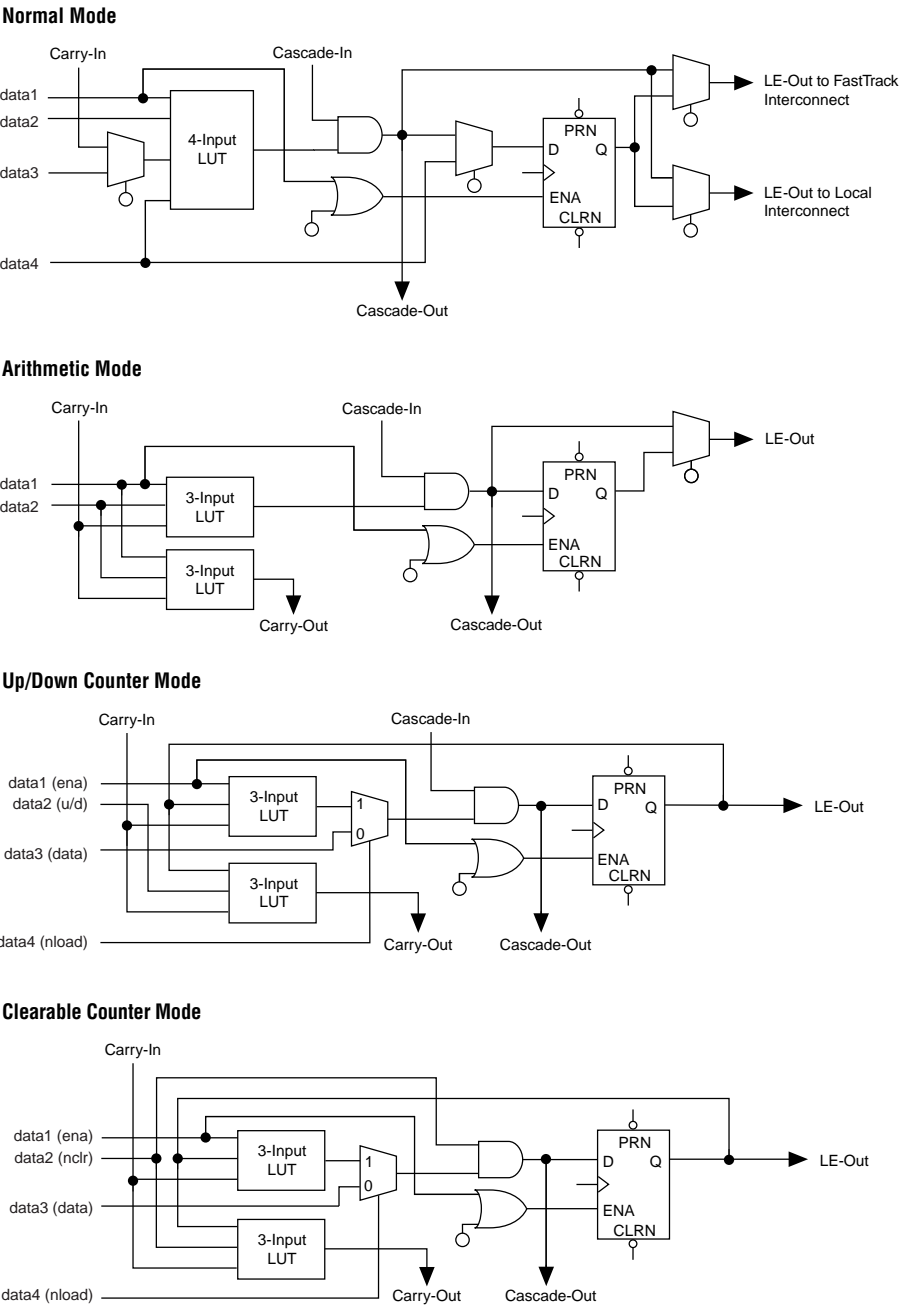 Normal Mode
Carry-In
Cascade-In
data1
data2
data3
data4
4-Input
LUT
PRN
D Q
ENA
CLRN
LE-Out to FastTrack
Interconnect
LE-Out to Local
Interconnect
Cascade-Out
Arithmetic Mode
Carry-In
Cascade-In
data1
data2
3-Input
LUT
3-Input
LUT
PRN
D Q
ENA
CLRN
LE-Out
Carry-Out
Cascade-Out
Up/Down Counter Mode
Carry-In
Cascade-In
data1 (ena)
data2 (u/d)
data3 (data)
data4 (nload)
3-Input
LUT
1
0
3-Input
LUT
PRN
D Q
ENA
CLRN
LE-Out
Carry-Out
Cascade-Out
Clearable Counter Mode
Carry-In
data1 (ena)
data2 (nclr)
data3 (data)
data4 (nload)
3-Input
LUT
1
0
3-Input
LUT
PRN
D Q
ENA
CLRN
LE-Out
Carry-Out
Cascade-Out